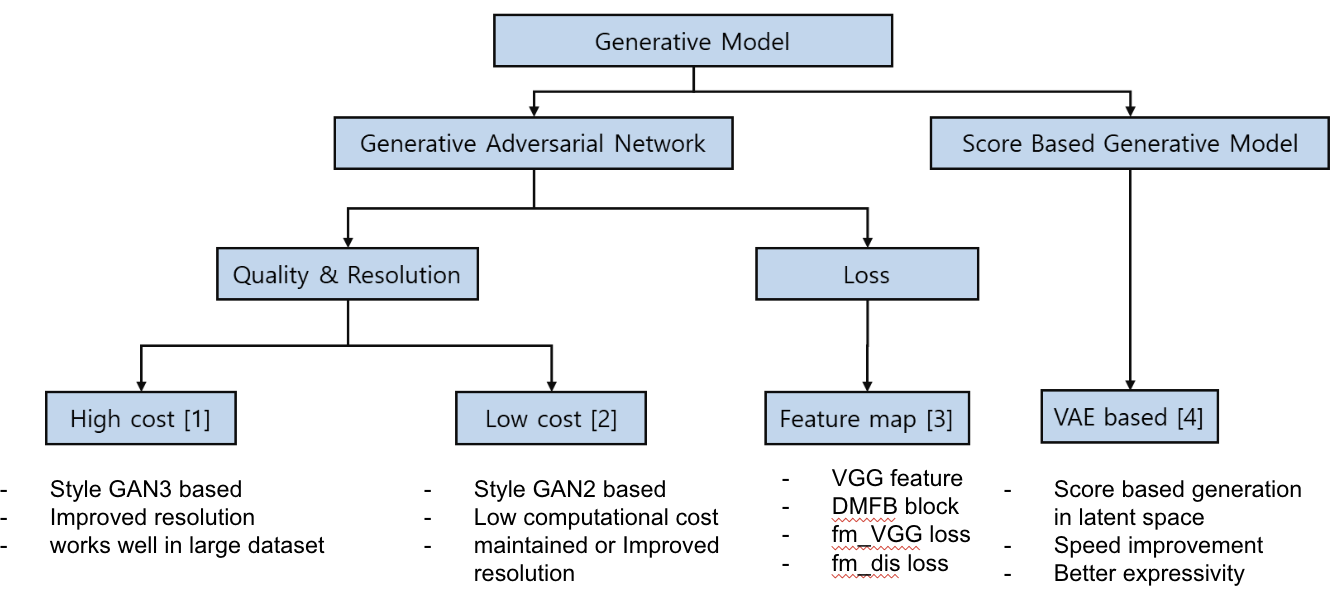 Generative Model
Generative Adversarial Network
Score Based Generative Model
Quality & Resolution
Loss
High cost [1]
Low cost [2]
Feature map [3]
VAE based [4]
- Style GAN3 based
- Improved resolution
- works well in large dataset
- Style GAN2 based
- Low computational cost
- maintained or Improved
resolution
- VGG feature
- DMFB block
- fm_VGG loss
- fm_dis loss
- Score based generation
in latent space
- Speed improvement
- Better expressivity